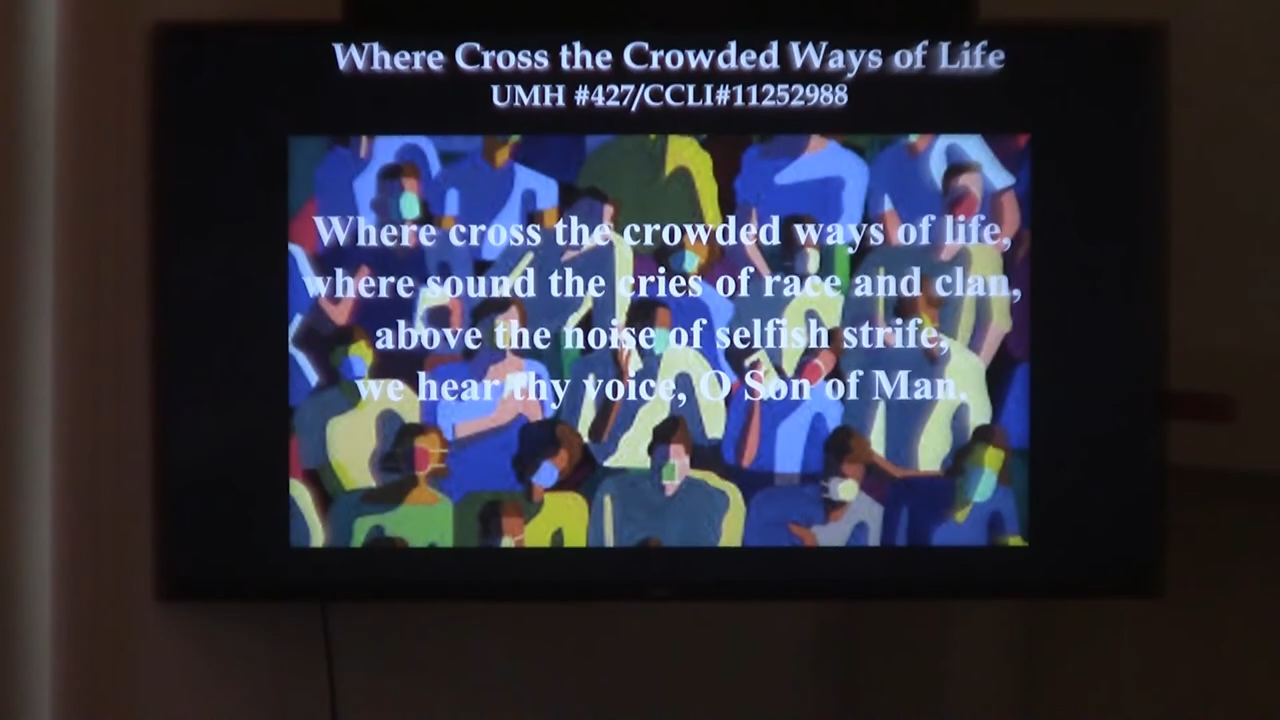 Where Cross the Crowded Ways of Life
UMH #427/CCLI#11252988
Where cross the crowded ways of life,
where sound the cries of race and clan,
above the noise of selfish strife,
we hear thy voice, O Son of Man.